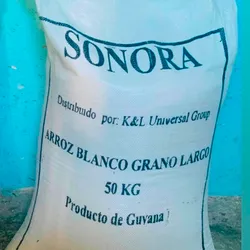 SONORA
Distribuido por: K&L Universal Group
ARROZ BLANCO GRANO LARGO
50 KG
Producto de Guyana